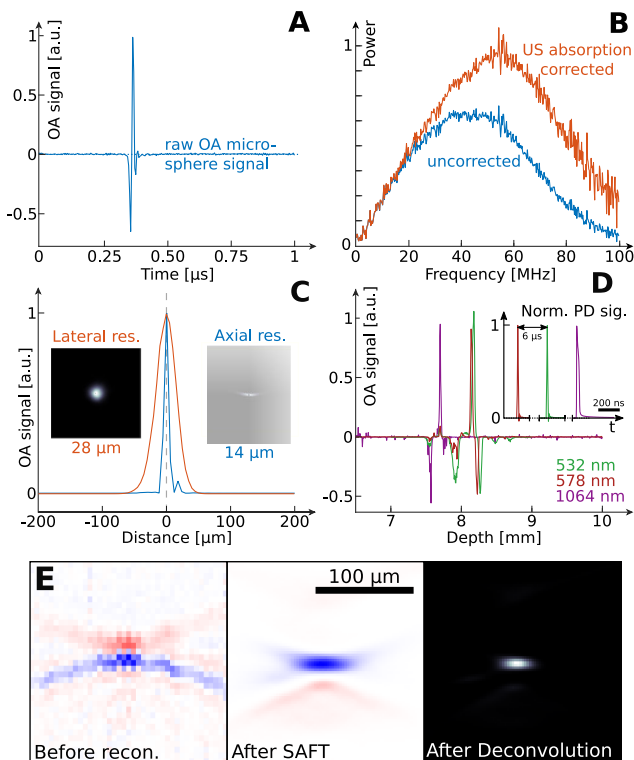 A
OA signal [a.u.]
1
0
-0.5
raw OA micro-
sphere signal
0
0.25
0.50
0.75
1
Time [µs]
B
Power
1
0
US absorption
corrected
uncorrected
0
20
40
60
80
100
Frequency [MHz]
C
OA signal [a.u.]
1
0
Lateral res.
28 µm
Axial res.
14 µm
-200
-100
0
100
200
Distance [µm]
D
OA signal [a.u.]
1
0.5
0
-0.5
Norm. PD sig.
1
0
6 µs
200 ns
t
532 nm
578 nm
1064 nm
7
8
9
10
Depth [mm]
E
100 µm
Before recon.
After SAFT
After Deconvolution